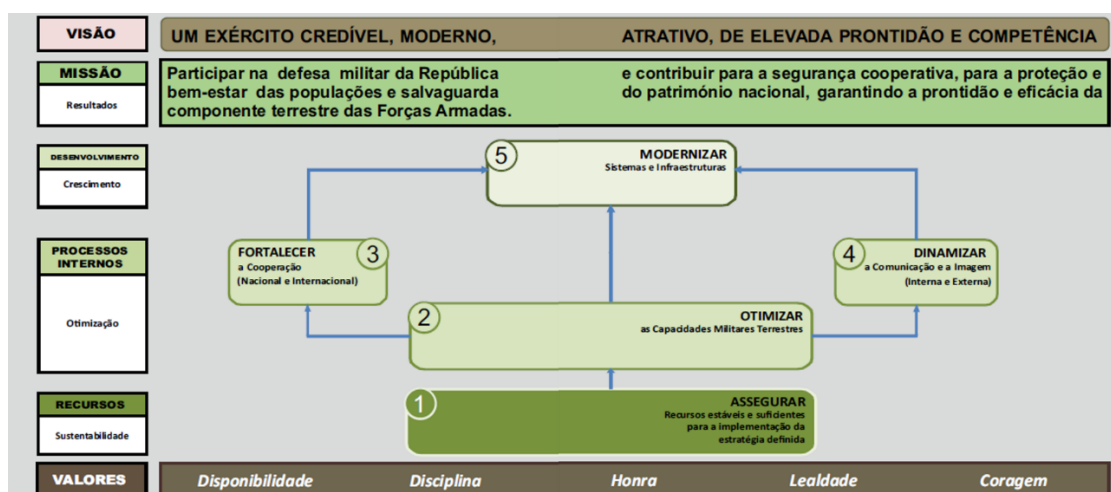 VISÃO
UM EXÉRCITO CREDÍVEL, MODERNO, ATRATIVO, DE ELEVADA PRONTIDÃO E COMPETÊNCIA
MISSÃO
Resultados
Participar na defesa militar da República e contribuir para a segurança cooperativa, para a proteção e
bem-estar das populações e salvaguarda do património nacional, garantindo a prontidão e eficácia da
componente terrestre das Forças Armadas.
DESENVOLVIMENTO
Crescimento
5
MODERNIZAR
Sistemas e Infraestruturas
PROCESSOS
INTERNOS
Otimização
FORTALECER
a Cooperação
(Nacional e Internacional)
3
4
DINAMIZAR
a Comunicação e a Imagem
(Interna e Externa)
2
OTIMIZAR
as Capacidades Militares Terrestres
RECURSOS
Sustentabilidade
1
ASSEGURAR
Recursos estáveis e suficientes
para a implementação da
estratégia definida
VALORES
Disponibilidade Disciplina Honra Lealdade Coragem